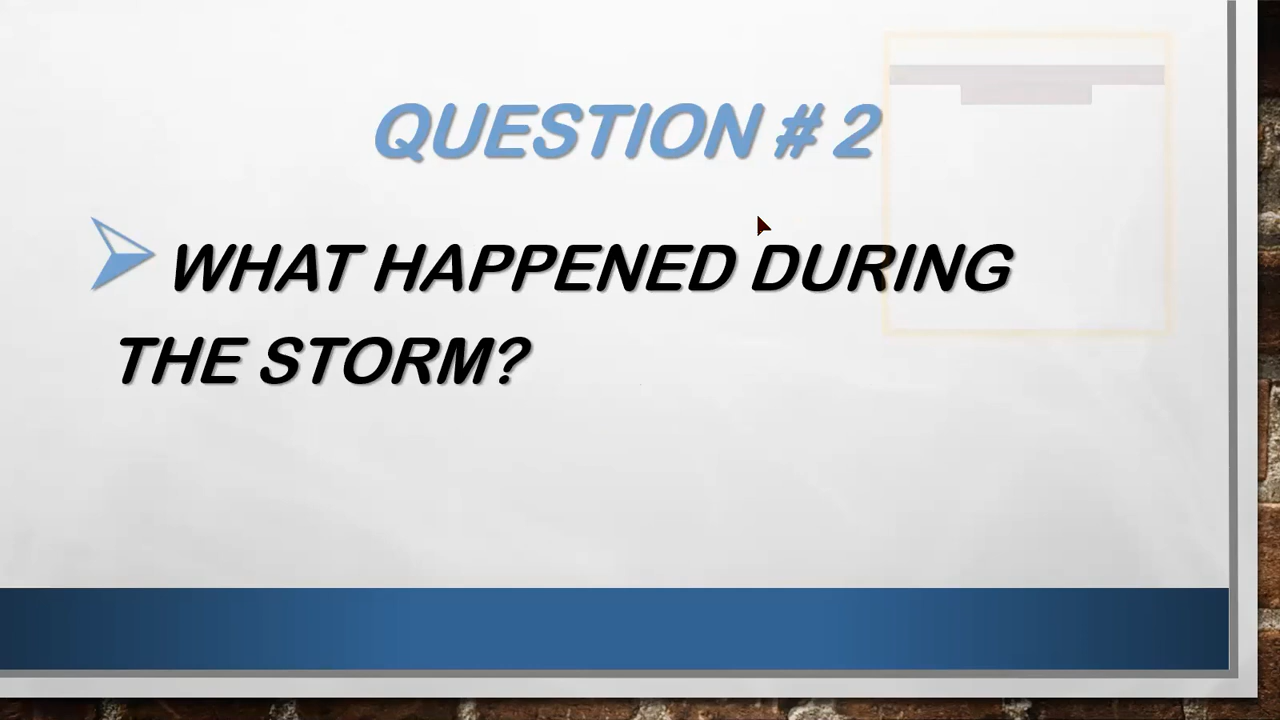 QUESTION # 2
WHAT HAPPENED DURING
THE STORM?